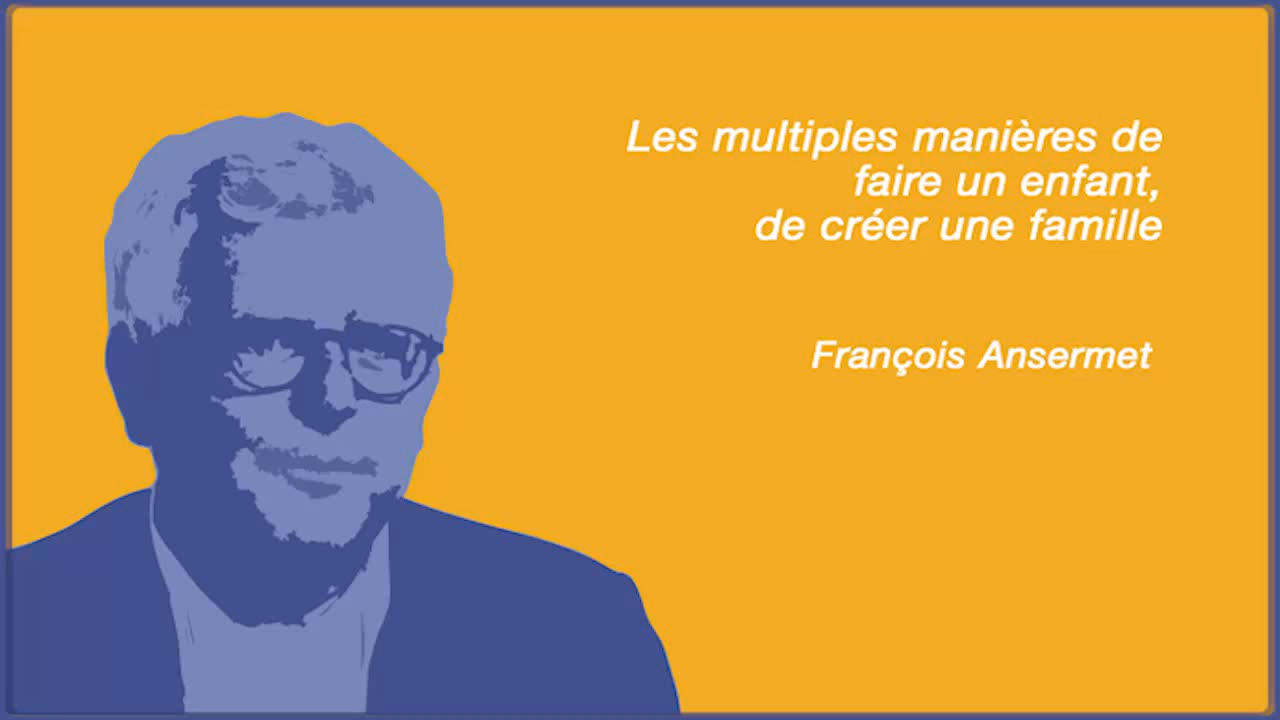 Les multiples manières de
faire un enfant,
de créer une famille
François Ansermet